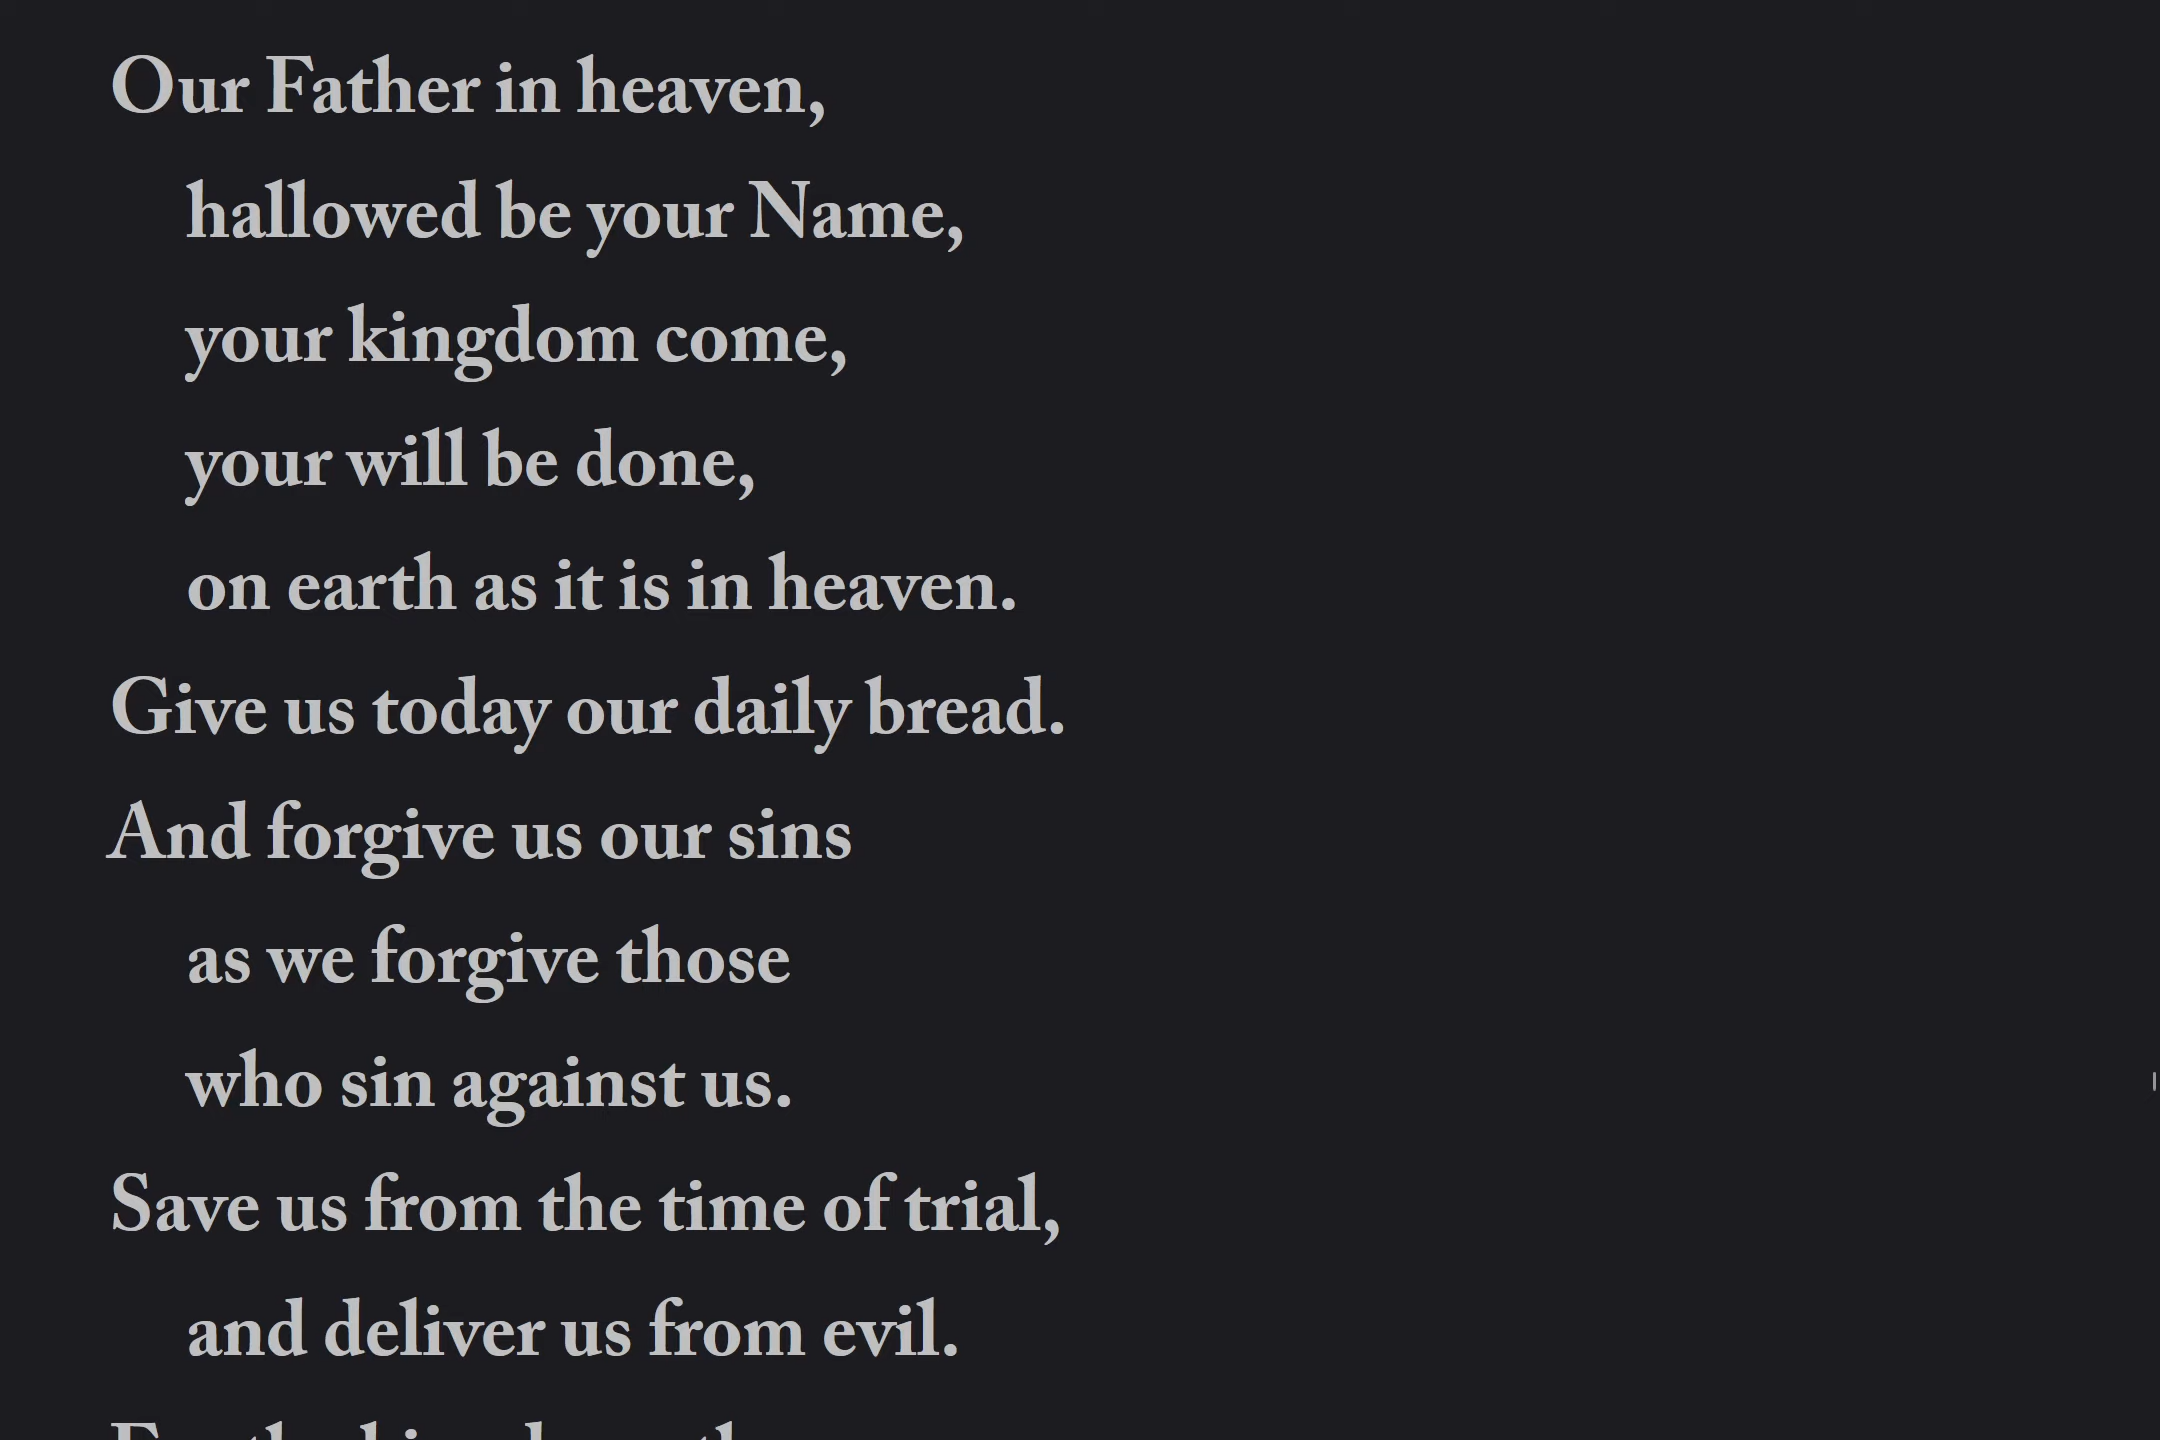 Our Father in heaven,
hallowed be your Name,
your kingdom come,
your will be done,
on earth as it is in heaven.
Give us today our daily bread.
And forgive us our sins
as we forgive those
who sin against us.
Save us from the time of trial,
and deliver us from evil.